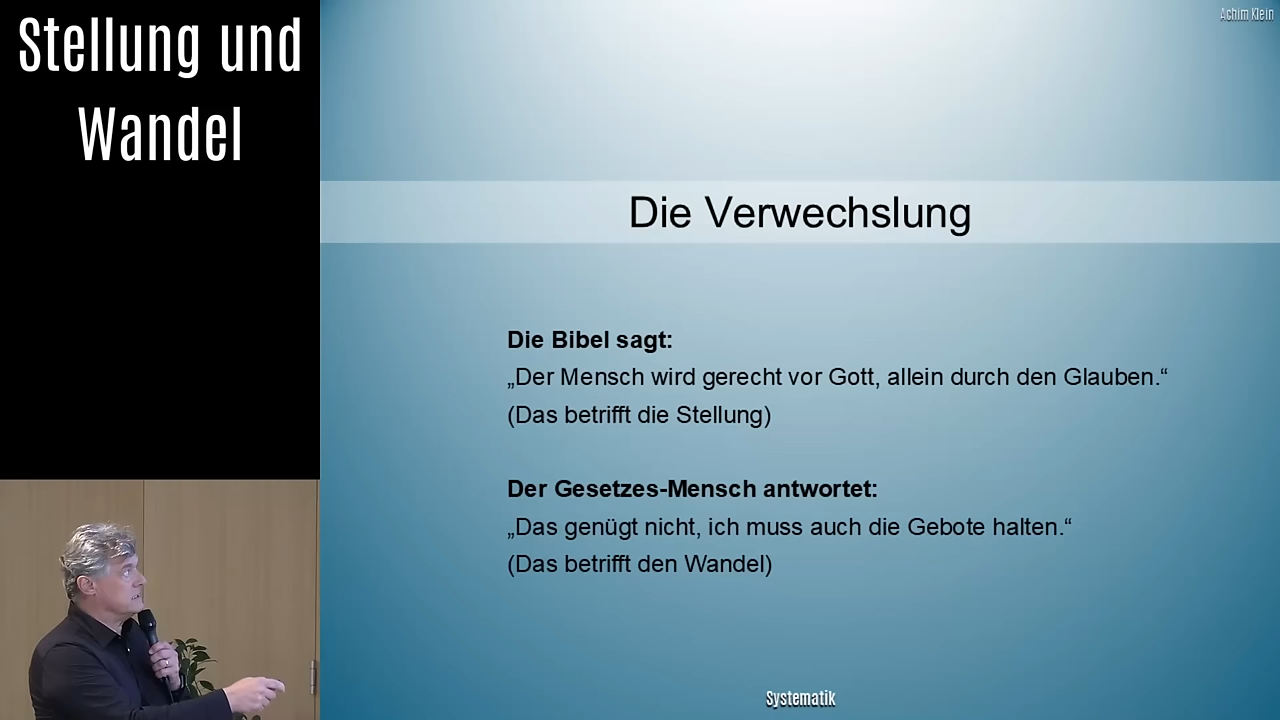 Stellung und
Wandel
Achim Klein
Die Verwechslung
Die Bibel sagt:
„Der Mensch wird gerecht vor Gott, allein durch den Glauben.“
(Das betrifft die Stellung)
Der Gesetzes-Mensch antwortet:
„Das genügt nicht, ich muss auch die Gebote halten.“
(Das betrifft den Wandel)
Systematik